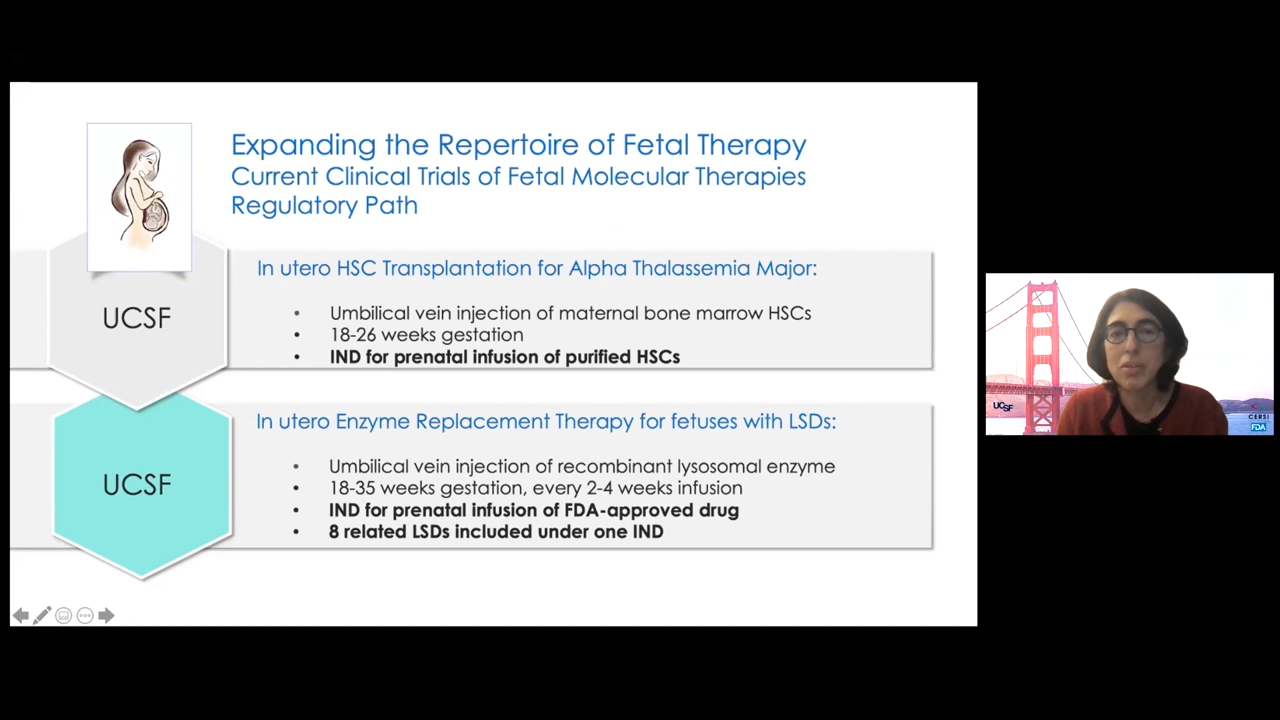 Expanding the Repertoire of Fetal Therapy
Current Clinical Trials of Fetal Molecular Therapies
Regulatory Path
UCSF
In utero HSC Transplantation for Alpha Thalassemia Major:
• Umbilical vein injection of maternal bone marrow HSCs
• 18-26 weeks gestation
• IND for prenatal infusion of purified HSCs
UCSF
In utero Enzyme Replacement Therapy for fetuses with LSDs:
• Umbilical vein injection of recombinant lysosomal enzyme
• 18-35 weeks gestation, every 2-4 weeks infusion
• IND for prenatal infusion of FDA-approved drug
• 8 related LSDs included under one IND
UCSF
CERSI
FDA